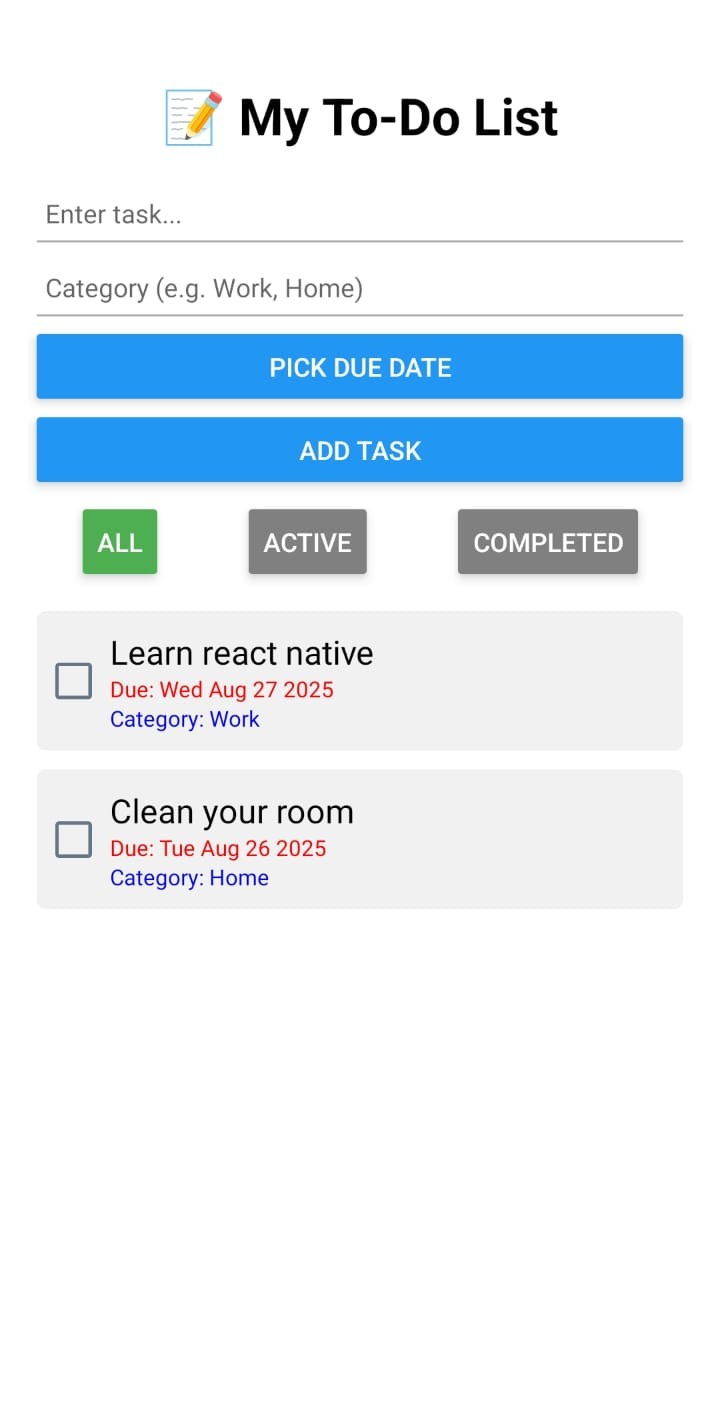 📝 My To-Do List
Enter task...
Category (e.g. Work, Home)
PICK DUE DATE
ADD TASK
ALL ACTIVE COMPLETED
Learn react native
Due: Wed Aug 27 2025
Category: Work
Clean your room
Due: Tue Aug 26 2025
Category: Home